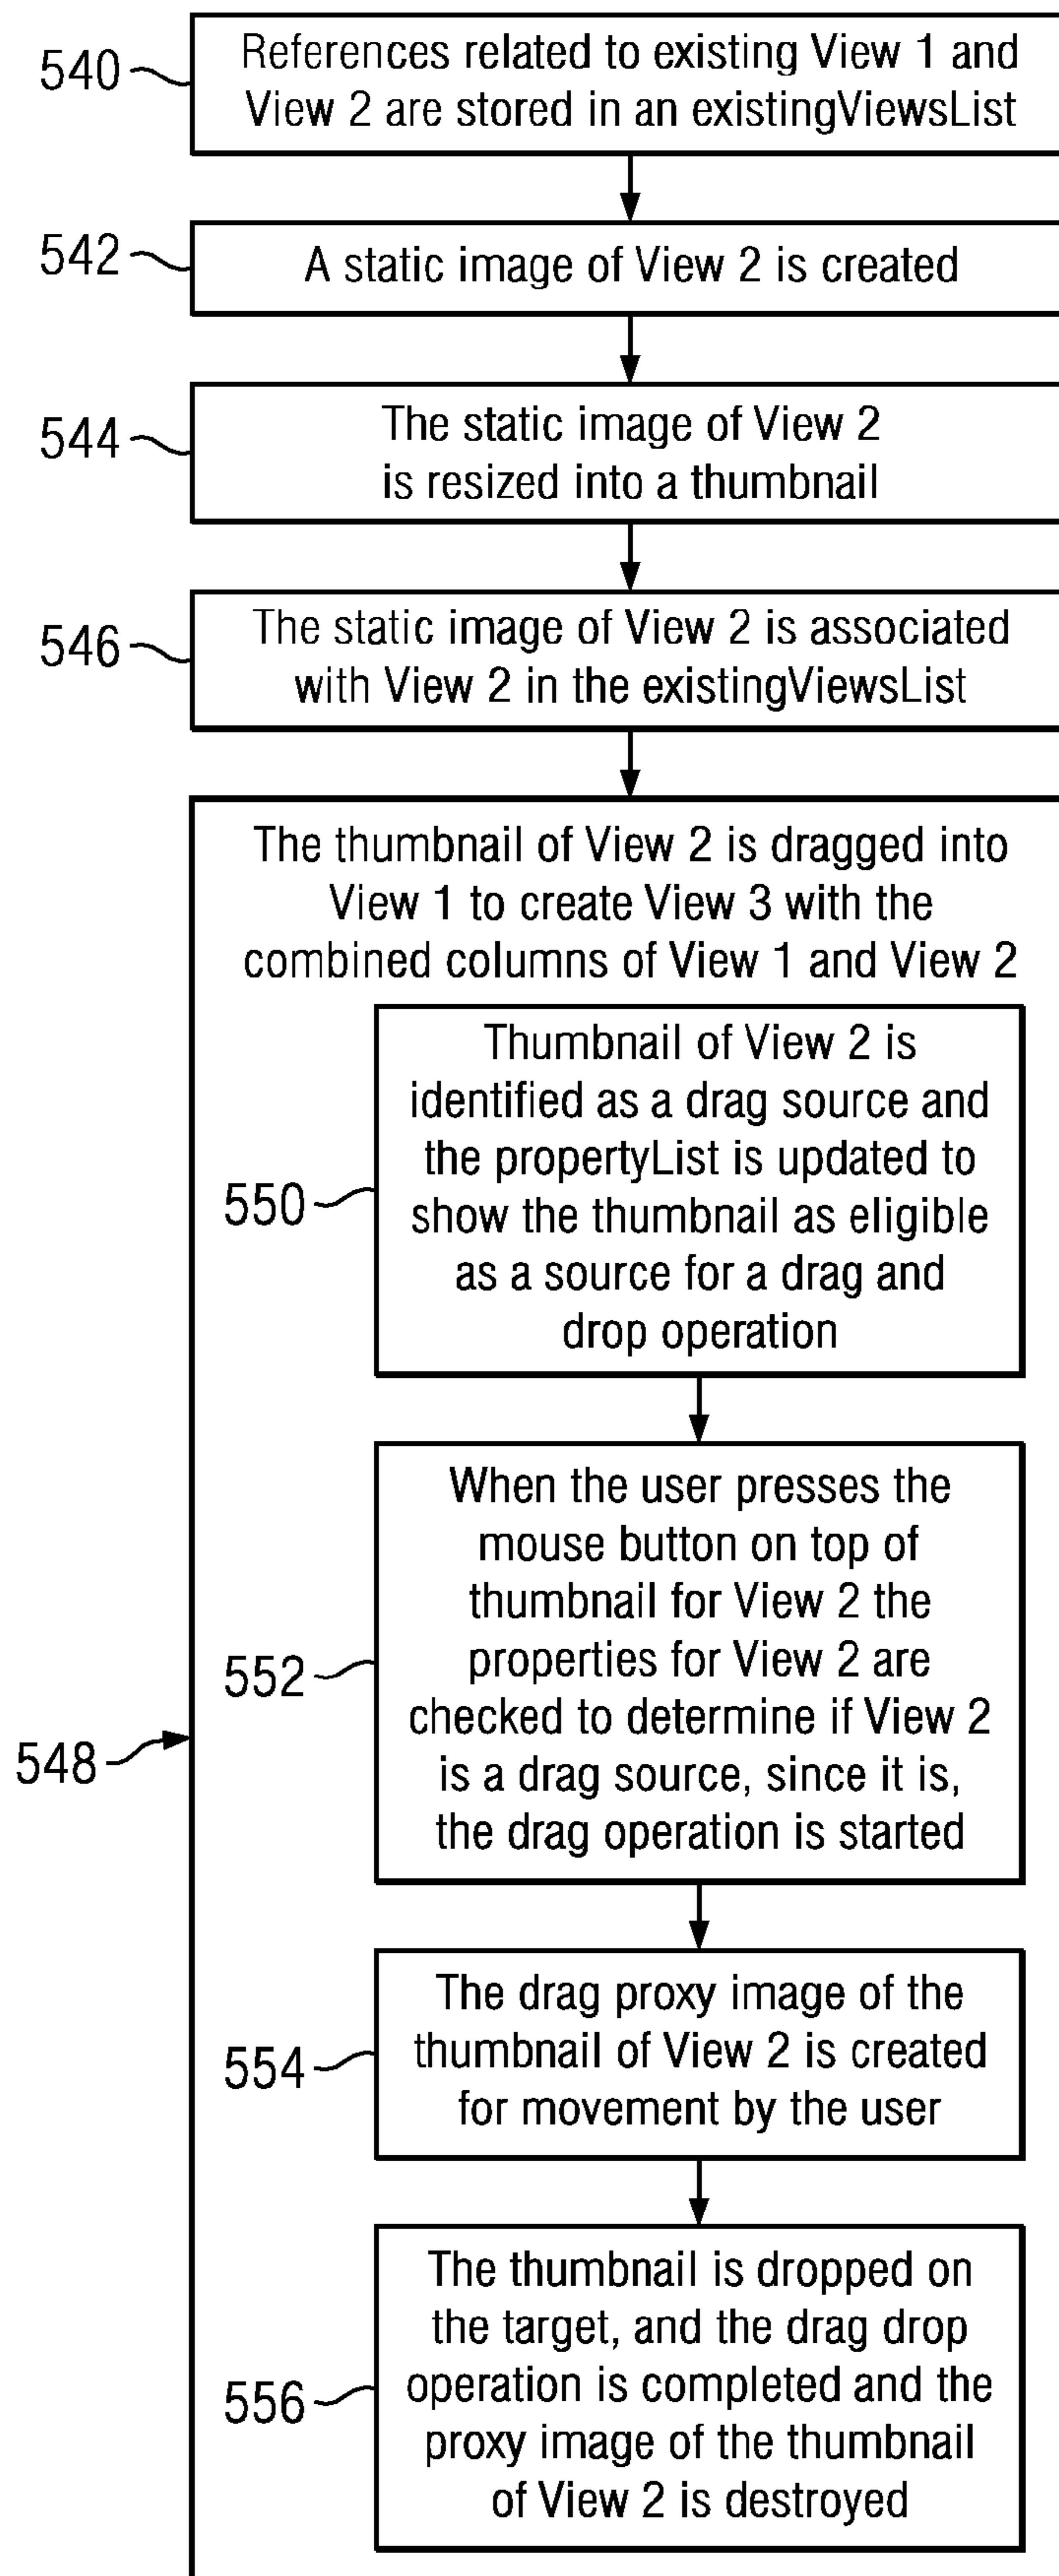 540
References related to existing View 1 and
View 2 are stored in an existingViewsList
542
A static image of View 2 is created
544
The static image of View 2
is resized into a thumbnail
546
The static image of View 2 is associated
with View 2 in the existingViewsList
548
The thumbnail of View 2 is dragged into
View 1 to create View 3 with the
combined columns of View 1 and View 2
550
Thumbnail of View 2 is
identified as a drag source and
the propertyList is updated to
show the thumbnail as eligible
as a source for a drag and
drop operation
552
When the user presses the
mouse button on top of
thumbnail for View 2 the
properties for View 2 are
checked to determine if View 2
is a drag source, since it is,
the drag operation is started
554
The drag proxy image of the
thumbnail of View 2 is created
for movement by the user
556
The thumbnail is dropped on
the target, and the drag drop
operation is completed and the
proxy image of the thumbnail
of View 2 is destroyed